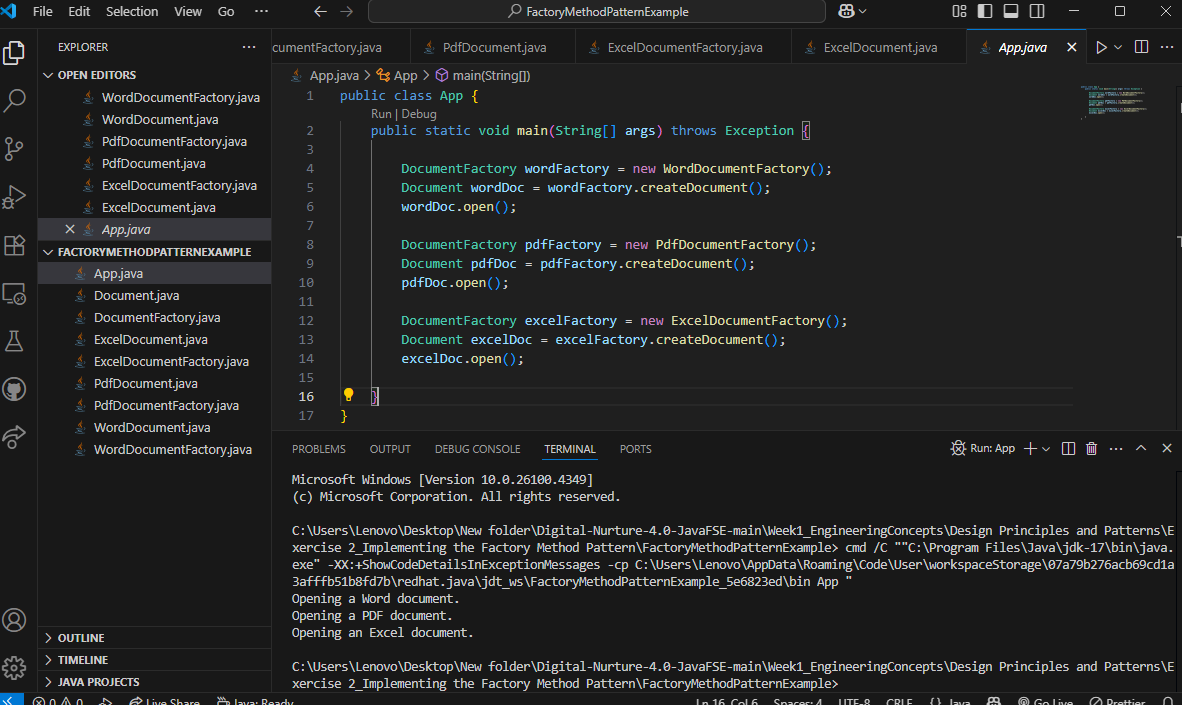 File Edit Selection View Go ··· FactoryMethodPatternExample
EXPLORER ···
OPEN EDITORS
WordDocumentFactory.java
WordDocument.java
PdfDocumentFactory.java
PdfDocument.java
ExcelDocumentFactory.java
ExcelDocument.java
App.java
FACTORYMETHODPATTERNEXAMPLE
App.java
Document.java
DocumentFactory.java
ExcelDocument.java
ExcelDocumentFactory.java
PdfDocument.java
PdfDocumentFactory.java
WordDocument.java
WordDocumentFactory.java
OUTLINE
TIMELINE
JAVA PROJECTS
cumentFactory.java PdfDocument.java ExcelDocumentFactory.java ExcelDocument.java App.java
App.java > App > main(String[])
1 public class App {
Run | Debug
2 public static void main(String[] args) throws Exception {
3
4 DocumentFactory wordFactory = new WordDocumentFactory();
5 Document wordDoc = wordFactory.createDocument();
6 wordDoc.open();
7
8 DocumentFactory pdfFactory = new PdfDocumentFactory();
9 Document pdfDoc = pdfFactory.createDocument();
10 pdfDoc.open();
11
12 DocumentFactory excelFactory = new ExcelDocumentFactory();
13 Document excelDoc = excelFactory.createDocument();
14 excelDoc.open();
15
16 }
17 }
PROBLEMS OUTPUT DEBUG CONSOLE TERMINAL PORTS Run: App
Microsoft Windows [Version 10.0.26100.4349]
(c) Microsoft Corporation. All rights reserved.
C:\Users\Lenovo\Desktop\New folder\Digital-Nurture-4.0-JavaFSE-main\Week1_EngineeringConcepts\Design Principles and Patterns\E
xercise 2_Implementing the Factory Method Pattern\FactoryMethodPatternExample> cmd /C ""C:\Program Files\Java\jdk-17\bin\java.
exe" -XX:+ShowCodeDetailsInExceptionMessages -cp C:\Users\Lenovo\AppData\Roaming\Code\User\workspaceStorage\07a79b276acb69cd1a
3afffb51b8fd7b\redhat.java\jdt_ws\FactoryMethodPatternExample_5e6823ed\bin App "
Opening a Word document.
Opening a PDF document.
Opening an Excel document.
C:\Users\Lenovo\Desktop\New folder\Digital-Nurture-4.0-JavaFSE-main\Week1_EngineeringConcepts\Design Principles and Patterns\E
xercise 2_Implementing the Factory Method Pattern\FactoryMethodPatternExample>
0 0 Live Share Java: Ready Ln 16, Col 6 Spaces: 4 UTF-8 CRLF {} Java Go Live Prettier